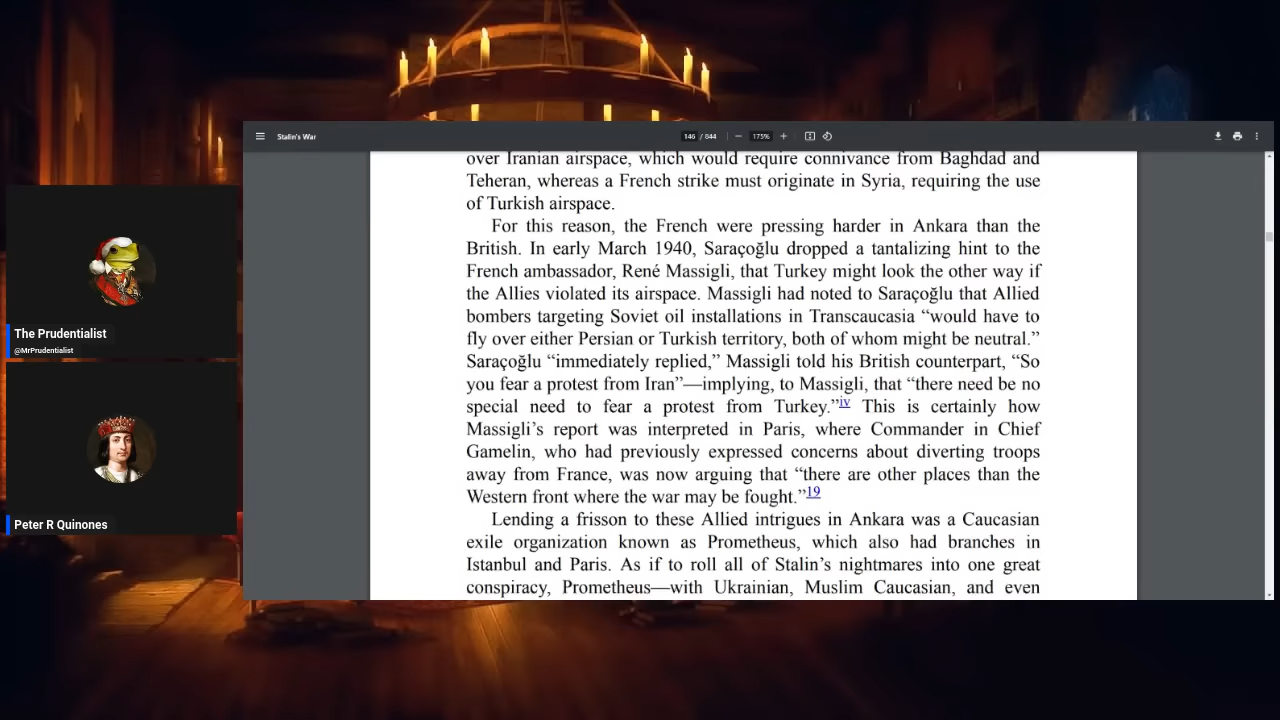 Stalin's War
146 / 844
175%
over Iranian airspace, which would require connivance from Baghdad and
Teheran, whereas a French strike must originate in Syria, requiring the use
of Turkish airspace.
For this reason, the French were pressing harder in Ankara than the
British. In early March 1940, Saraçoğlu dropped a tantalizing hint to the
French ambassador, René Massigli, that Turkey might look the other way if
the Allies violated its airspace. Massigli had noted to Saraçoğlu that Allied
bombers targeting Soviet oil installations in Transcaucasia “would have to
fly over either Persian or Turkish territory, both of whom might be neutral.”
Saraçoğlu “immediately replied,” Massigli told his British counterpart, “So
you fear a protest from Iran”—implying, to Massigli, that “there need be no
special need to fear a protest from Turkey.”iv This is certainly how
Massigli’s report was interpreted in Paris, where Commander in Chief
Gamelin, who had previously expressed concerns about diverting troops
away from France, was now arguing that “there are other places than the
Western front where the war may be fought.”19
Lending a frisson to these Allied intrigues in Ankara was a Caucasian
exile organization known as Prometheus, which also had branches in
Istanbul and Paris. As if to roll all of Stalin’s nightmares into one great
conspiracy, Prometheus—with Ukrainian, Muslim Caucasian, and even
The Prudentialist
@MrPrudentialist
Peter R Quinones